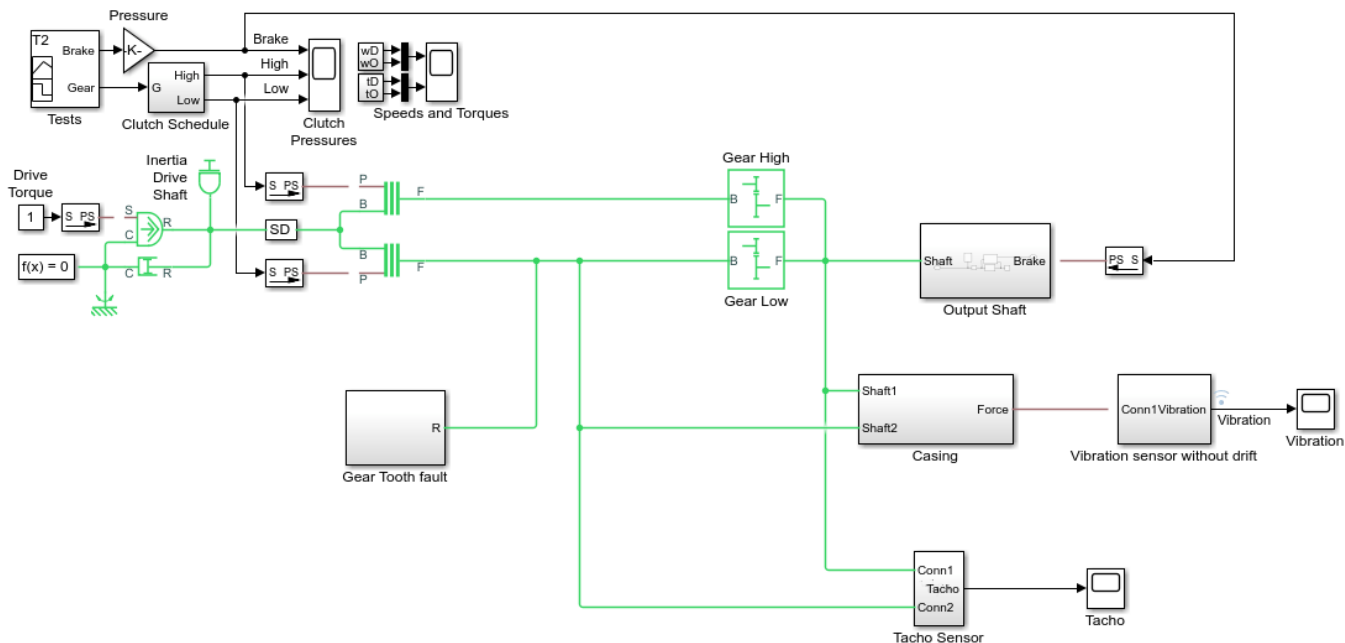 Pressure
T2
Brake
Gear
Tests
-K-
G
High
Low
Clutch Schedule
Brake
High
Low
Clutch
Pressures
wD
wO
tD
tO
Speeds and Torques
Drive
Torque
1
S PS
S
C
R
Inertia
Drive
Shaft
f(x) = 0
C
R
S PS
P
B
F
SD
S PS
B
P
F
Gear High
B
F
B
F
Gear Low
Shaft
Brake
Output Shaft
PS S
R
Gear Tooth fault
Shaft1
Shaft2
Force
Casing
Conn1Vibration
Vibration sensor without drift
Vibration
Vibration
Conn1
Tacho
Conn2
Tacho Sensor
Tacho